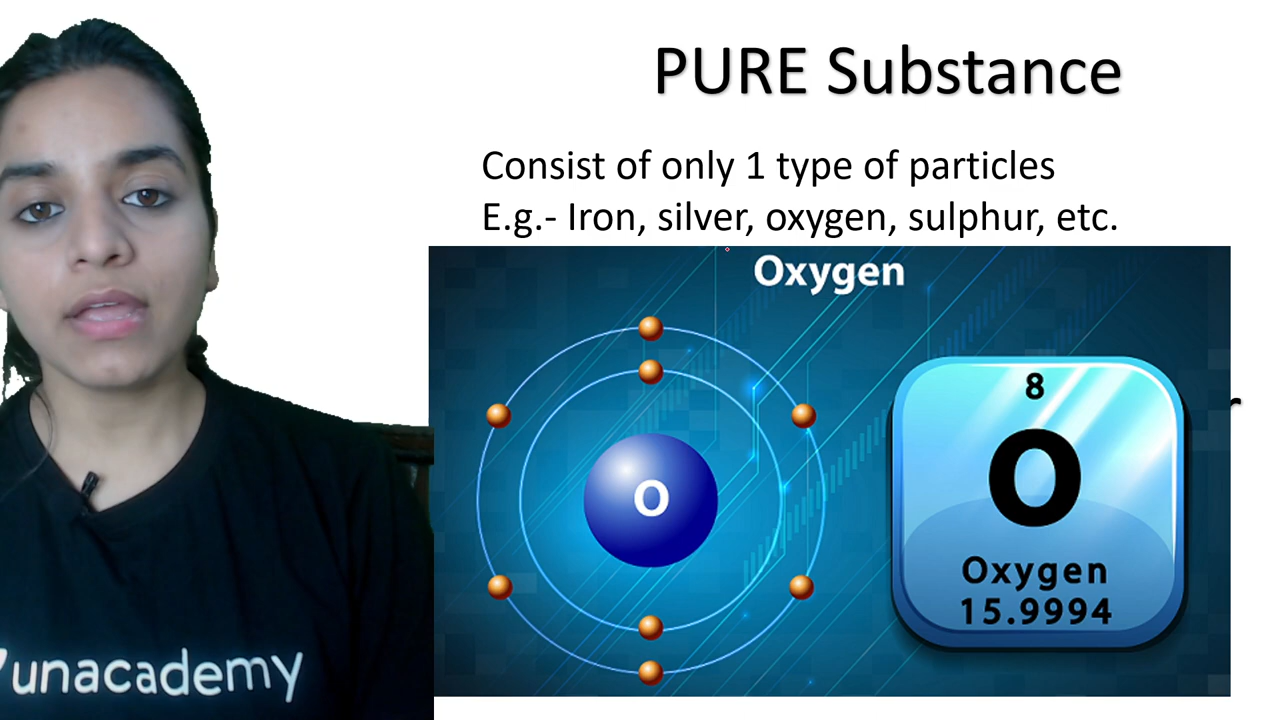 PURE Substance
Consist of only 1 type of particles
E.g.- Iron, silver, oxygen, sulphur, etc.
Oxygen
O
8
O
Oxygen
15.9994
unacademy